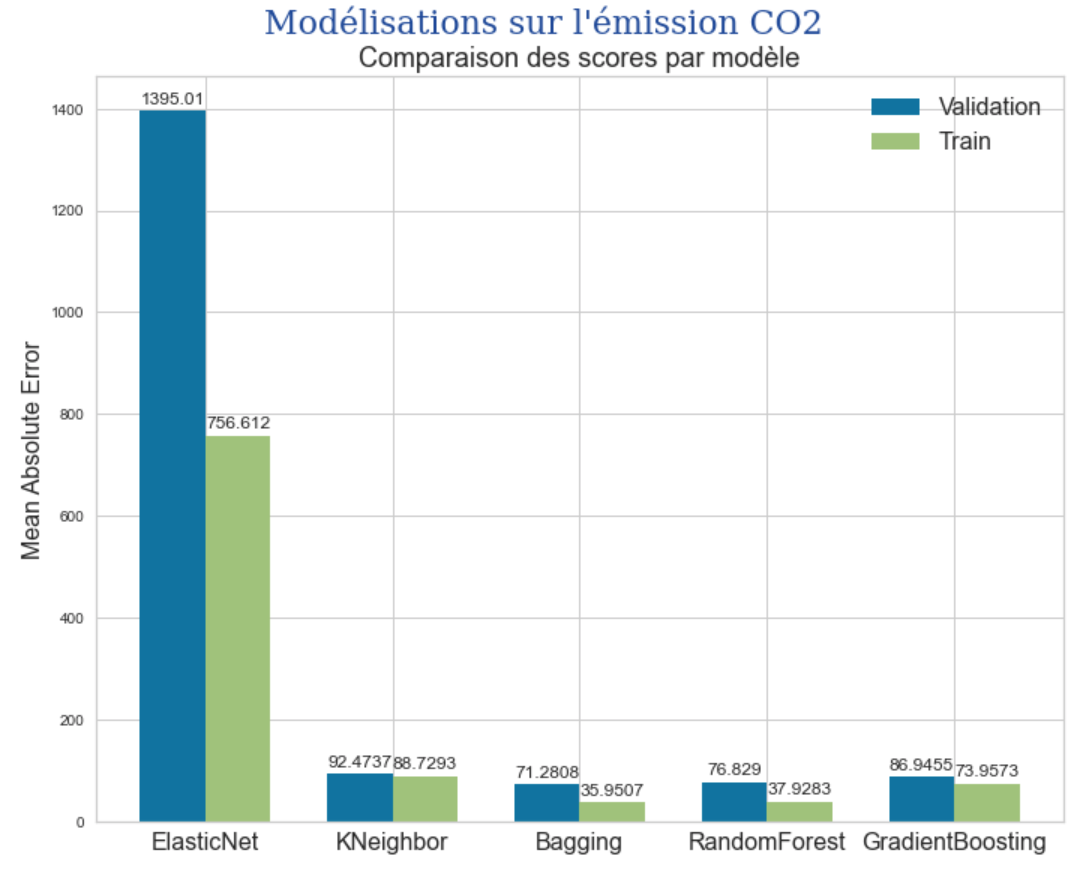 Modélisations sur l'émission CO2
Comparaison des scores par modèle
1395.01
1400
Validation
Train
1200
1000
Mean Absolute Error
800
756.612
600
400
200
92.4737
88.7293
71.2808
35.9507
76.829
37.9283
86.9455
73.9573
0
ElasticNet
KNeighbor
Bagging
RandomForest
GradientBoosting